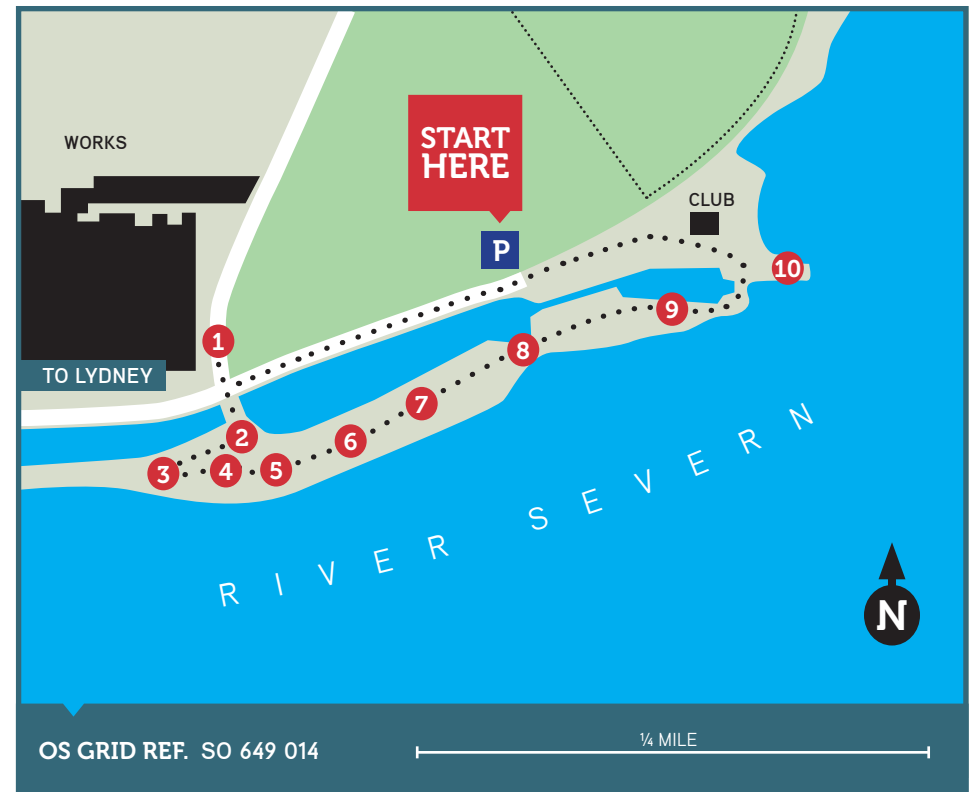 WORKS
START
HERE
CLUB
P
10
9
1
8
TO LYDNEY
7
2
6
3
4
5
RIVER SEVERN
N
OS GRID REF. SO 649 014
¼ MILE